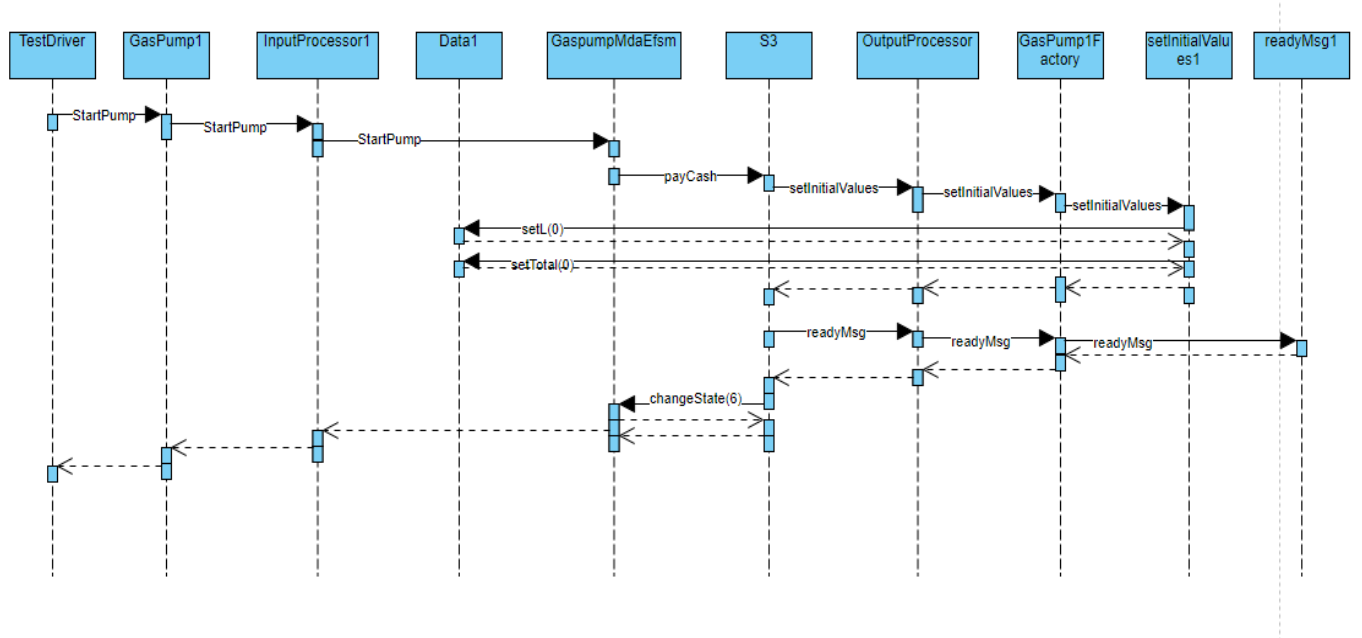 TestDriver
GasPump1
InputProcessor1
Data1
GaspumpMdaEfsm
S3
OutputProcessor
GasPump1F
actory
setInitialValu
es1
readyMsg1
StartPump
StartPump
StartPump
payCash
setInitialValues
setInitialValues
setInitialValues
setL(0)
setTotal(0)
readyMsg
readyMsg
readyMsg
changeState(6)